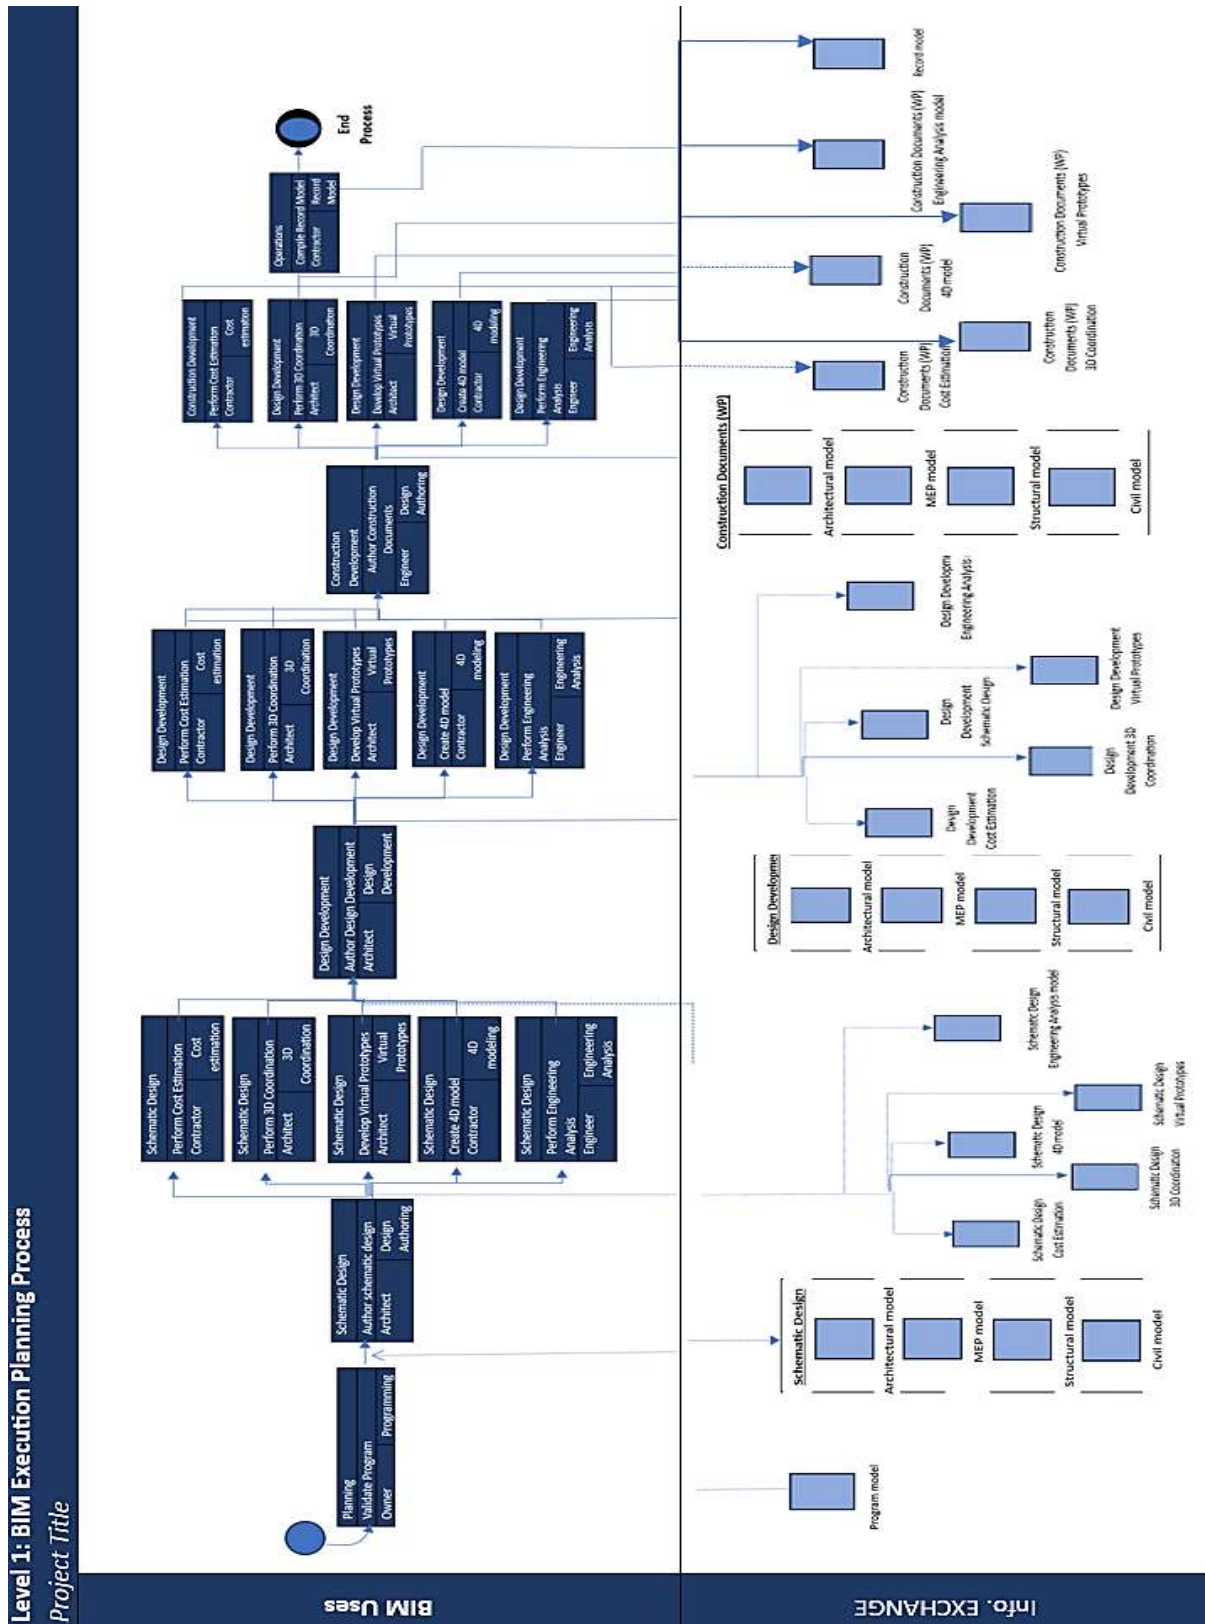 Level 1: BIM Execution Planning Process
Project Title
BIM Uses
Planning
Validate Program
Owner
Programming
Schematic Design
Author schematic design
Architect
Design
Authoring
Schematic Design
Perform Cost Estimation
Contractor
Cost
estimation
Schematic Design
Perform 3D Coordination
Architect
3D
Coordination
Schematic Design
Develop Virtual Prototypes
Architect
Virtual
Prototypes
Schematic Design
Create 4D model
Contractor
4D
modeling
Schematic Design
Perform Engineering
Analysis
Engineer
Engineering
Analysis
Design Development
Author Design Development
Architect
Design
Development
Design Development
Perform Cost Estimation
Contractor
Cost
estimation
Design Development
Perform 3D Coordination
Architect
3D
Coordination
Design Development
Develop Virtual Prototypes
Architect
Virtual
Prototypes
Design Development
Create 4D model
Contractor
4D
modeling
Design Development
Perform Engineering
Analysis
Engineer
Engineering
Analysis
Construction
Development
Author Construction
Documents
Engineer
Design
Authoring
Construction Development
Perform Cost Estimation
Contractor
Cost
estimation
Design Development
Perform 3D Coordination
Architect
3D
Coordination
Design Development
Develop Virtual Prototypes
Architect
Virtual
Prototypes
Design Development
Create 4D model
Contractor
4D
modeling
Design Development
Perform Engineering
Analysis
Engineer
Engineering
Analysis
Operations
Compile Record Model
Contractor
Record
Model
End
Process
Info. EXCHANGE
Program model
Schematic Design
Architectural model
MEP model
Structural model
Civil model
Schematic Design
Cost Estimation
Schematic Design
3D Coordination
Schematic Design
4D model
Schematic Design
Virtual Prototypes
Schematic Design
Engineering Analysis model
Design Developmen
Architectural model
MEP model
Structural model
Civil model
Design
Development
Cost Estimation
Design
Development 3D
Coordination
Design
Development
Schematic Design
Design Development
Virtual Prototypes
Design Developme
Engineering Analysis
Construction Documents (WP)
Architectural model
MEP model
Structural model
Civil model
Construction
Documents (WP)
Cost Estimation
Construction
Documents (WP)
3D Coordination
Construction
Documents (WP)
4D model
Construction Documents (WP)
Virtual Prototypes
Construction Documents (WP)
Engineering Analysis model
Record model